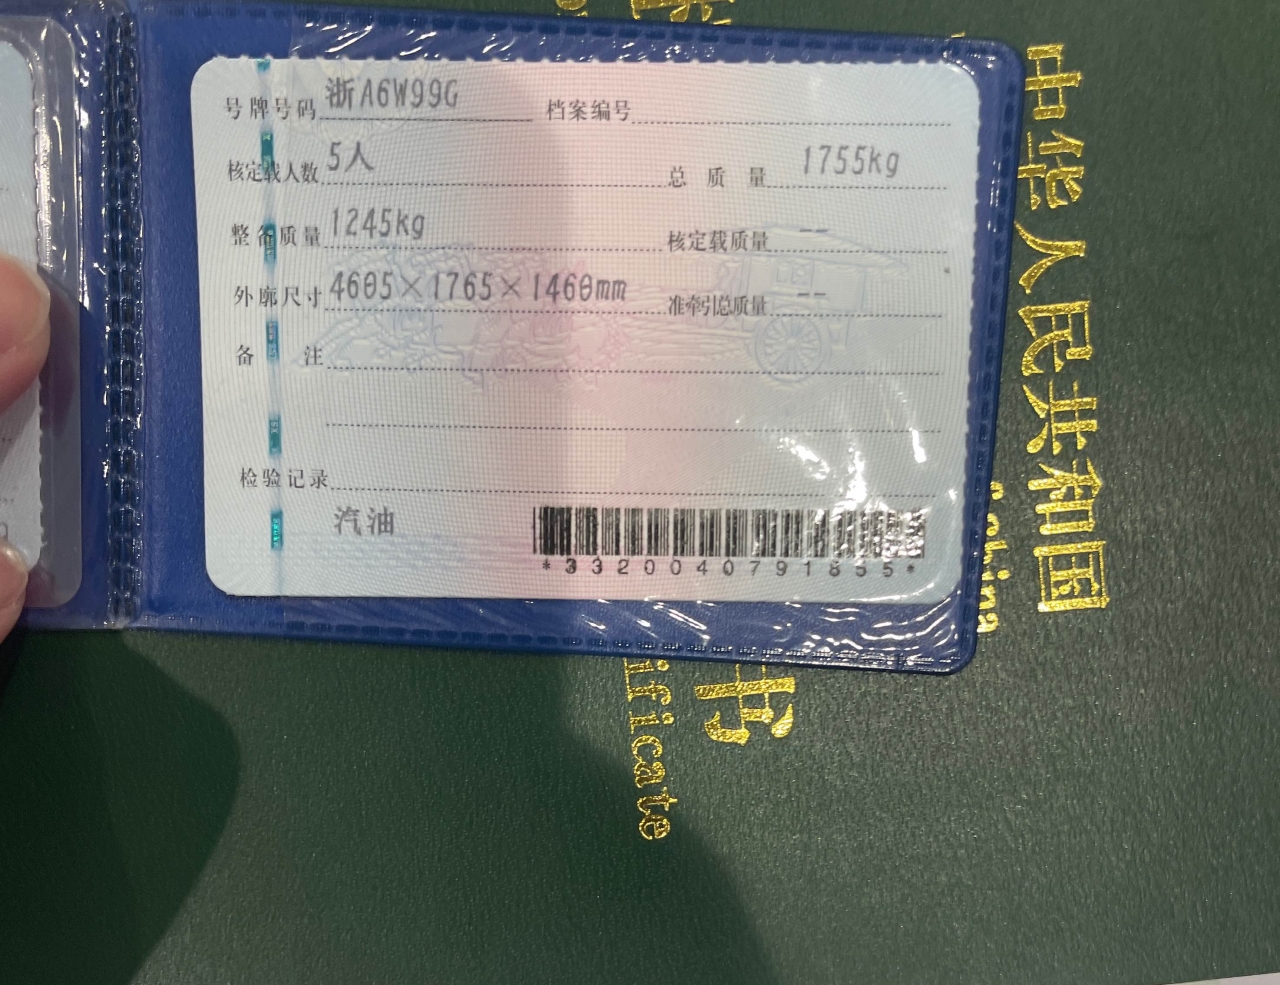 号牌号码 浙A6W99G 档案编号
核定载人数 5人 总质量 1755kg
整备质量 1245kg 核定载质量 --
外廓尺寸 4605×1765×1460mm 准牵引总质量 --
备注
检验记录
汽油
*3320040791855*
中华人民共和国
书
ificate